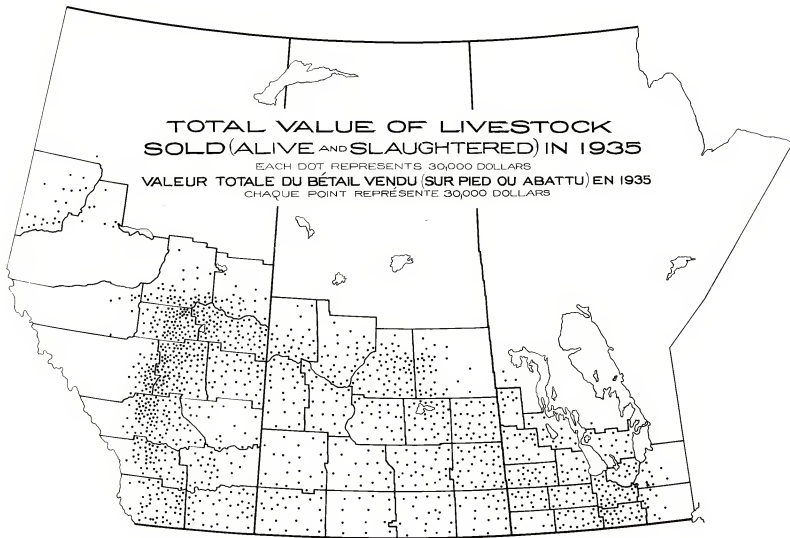 TOTAL VALUE OF LIVESTOCK
SOLD (ALIVE AND SLAUGHTERED) IN 1935
EACH DOT REPRESENTS 30,000 DOLLARS
VALEUR TOTALE DU BÉTAIL VENDU (SUR PIED OU ABATTU) EN 1935
CHAQUE POINT REPRÉSENTE 30,000 DOLLARS